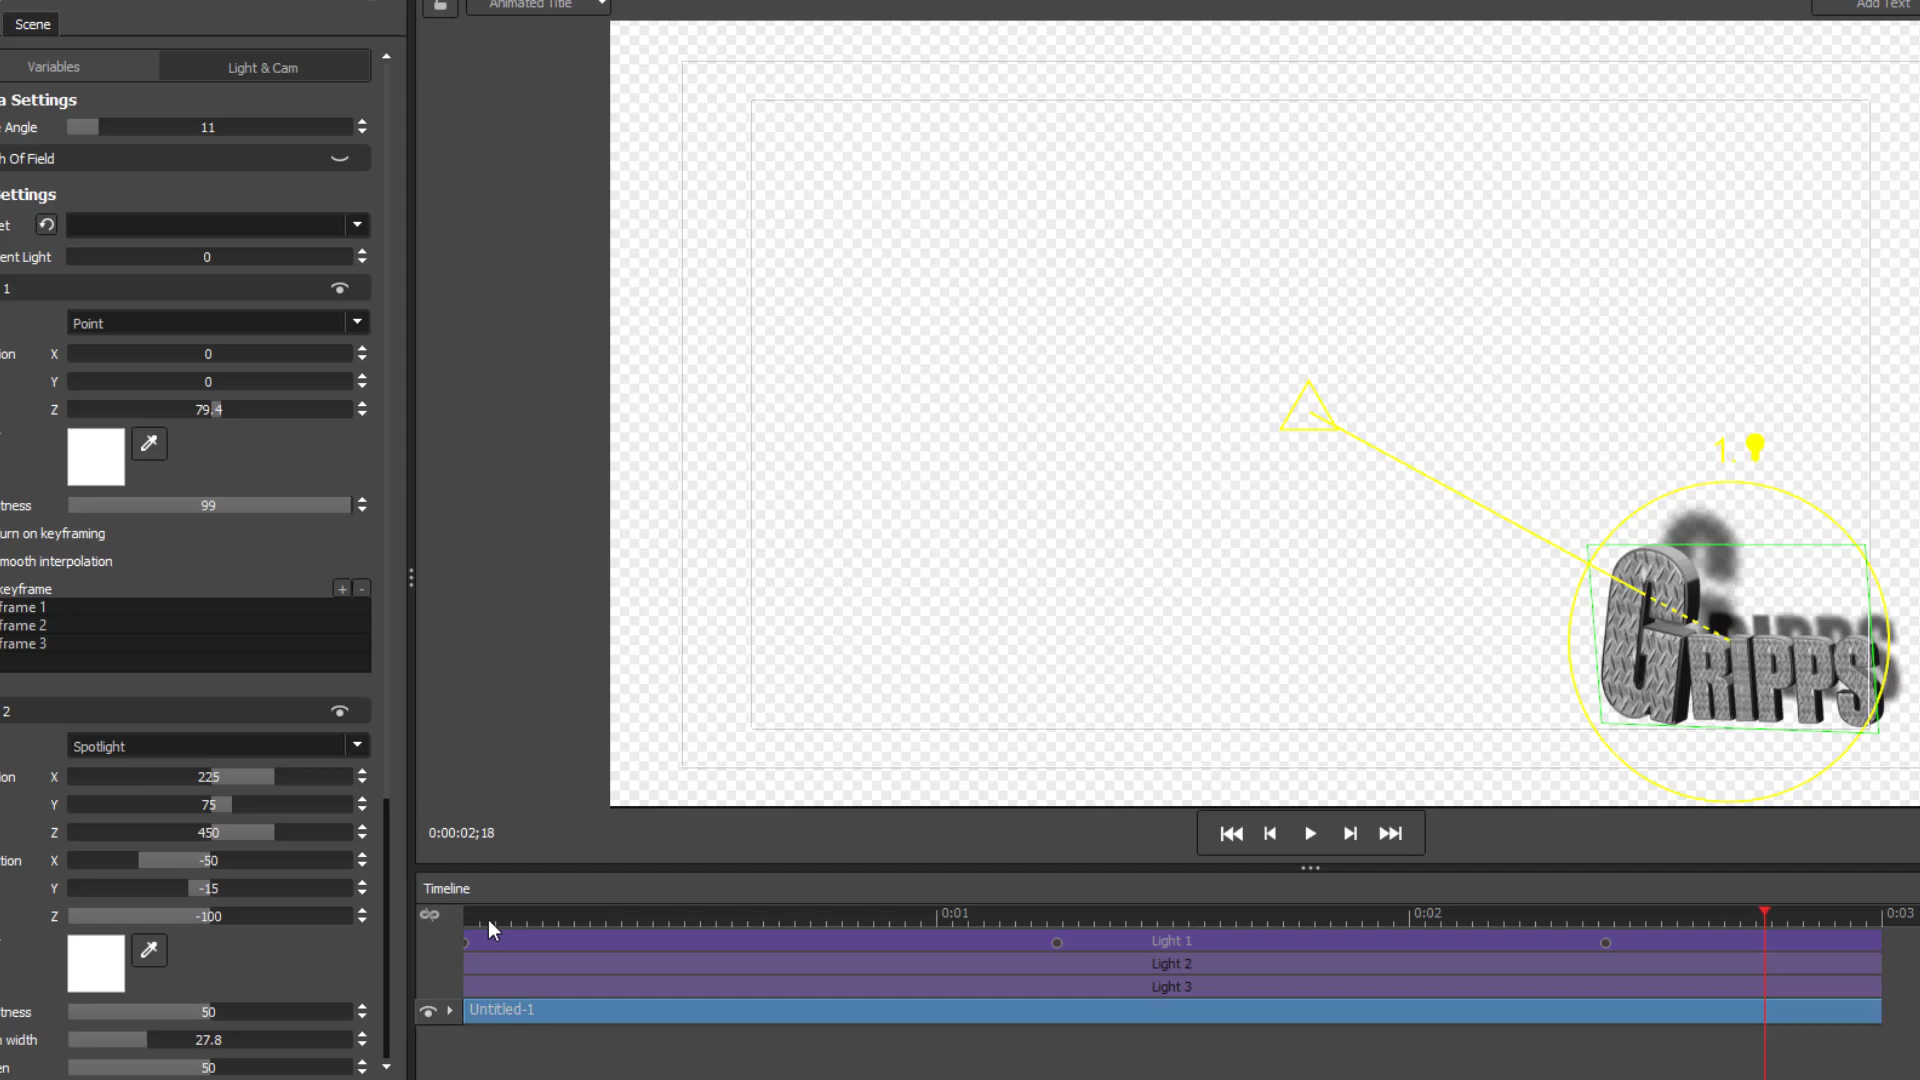 Scene
Animated Title
Add Text
Variables
Light & Cam
a Settings
Angle
11
h Of Field
ettings
et
ent Light
0
1
Point
ion X 0
Y 0
Z 79.4
tness 99
urn on keyframing
mooth interpolation
keyframe + -
frame 1
frame 2
frame 3
2
Spotlight
ion X 225
Y 75
Z 450
tion X -50
Y -15
Z -100
tness 50
width 27.8
en 50
1.
GRIPPS
0:00:02;18
Timeline
0:01 0:02 0:03
Light 1
Light 2
Light 3
Untitled-1